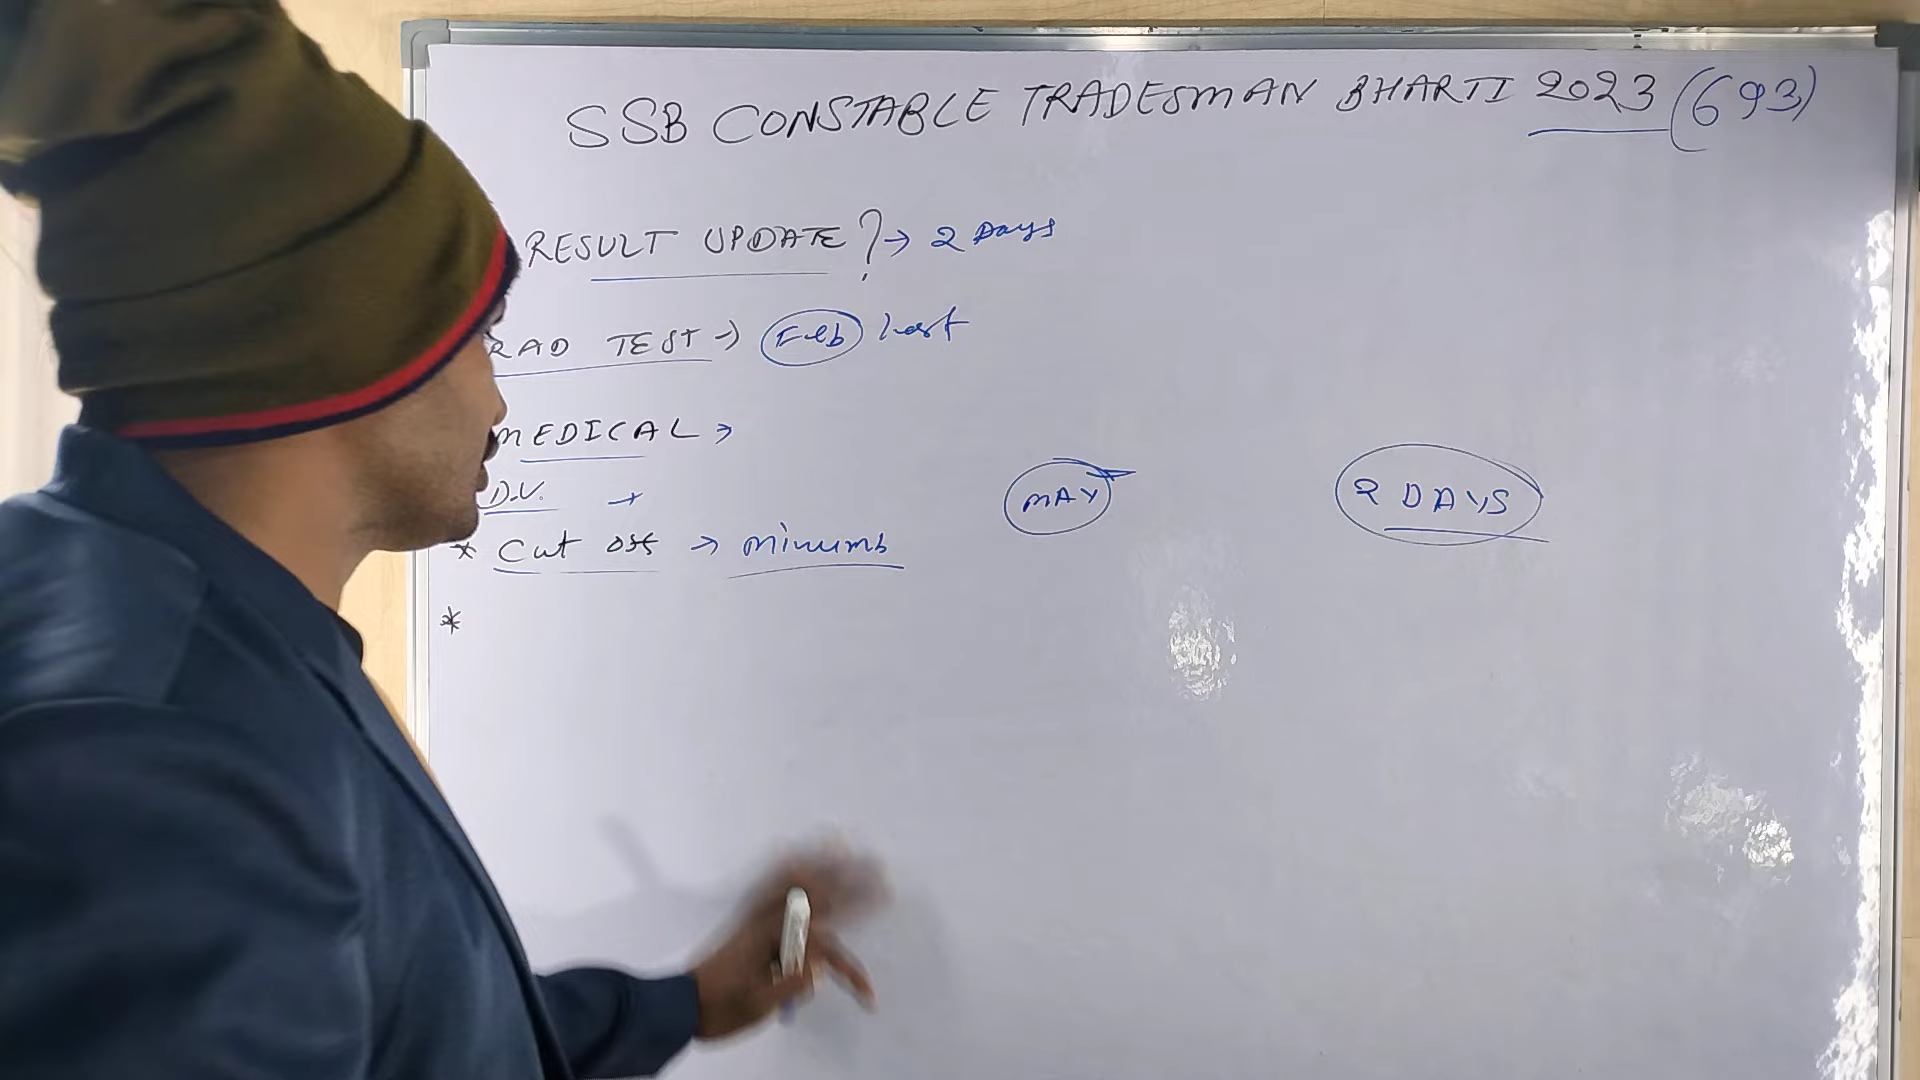 SSB CONSTABLE TRADESMAN BHARTI 2023 (693)
RESULT UPDATE ? → 2 Days
RAD TEST → Feb last
MEDICAL →
D.V. →
MAY
2 DAYS
* Cut off →
*